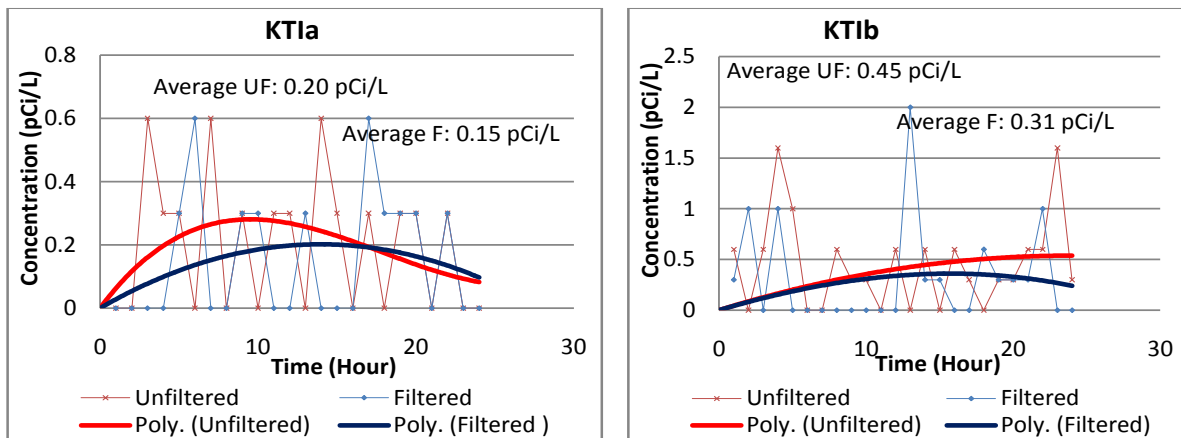 KTIa
Concentration (pCi/L)
0.8
0.6
0.4
0.2
0
Average UF: 0.20 pCi/L
Average F: 0.15 pCi/L
0 10 20 30
Time (Hour)
Unfiltered Filtered
Poly. (Unfiltered) Poly. (Filtered )
KTIb
Concentration (pCi/L)
2.5
2
1.5
1
0.5
0
Average UF: 0.45 pCi/L
Average F: 0.31 pCi/L
0 10 20 30
Time (Hour)
Unfiltered Filtered
Poly. (Unfiltered) Poly. (Filtered)